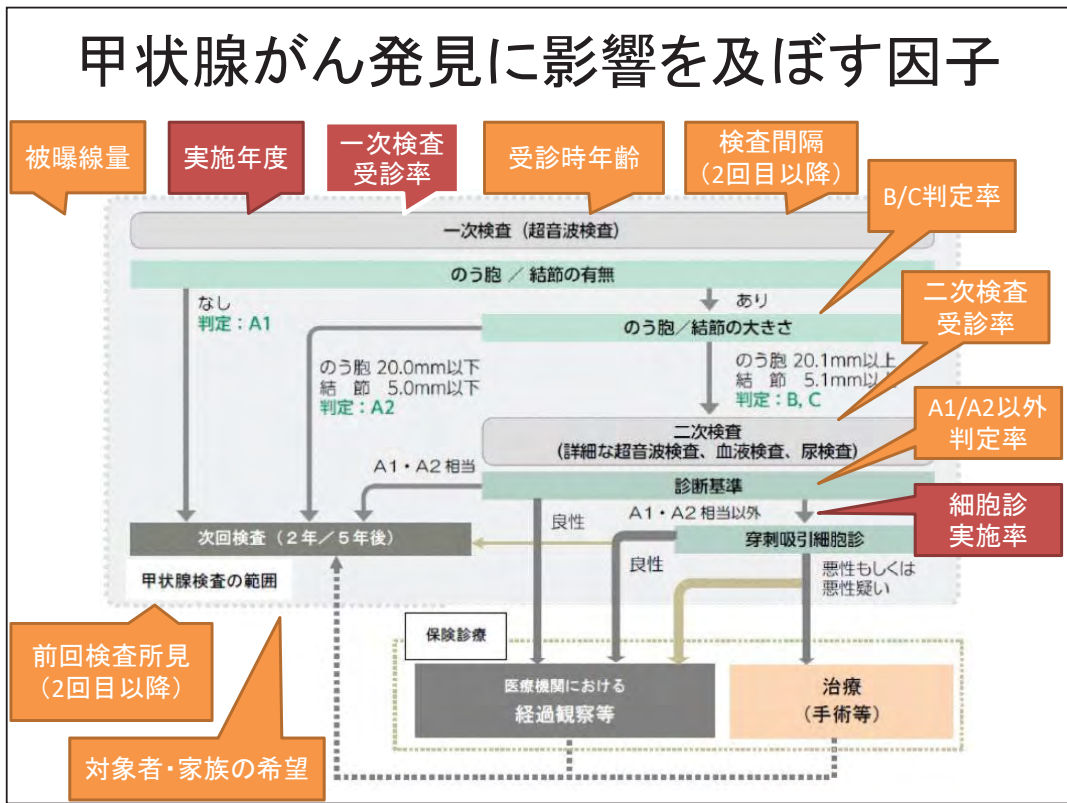 甲状腺がん発見に影響を及ぼす因子
被曝線量
実施年度
一次検査
受診率
受診時年齢
検査間隔
（2回目以降）
B/C判定率
一次検査（超音波検査）
のう胞 ／ 結節の有無
なし
判定：A1
あり
二次検査
受診率
のう胞／結節の大きさ
のう胞 20.0mm以下
結　節　5.0mm以下
判定：A2
のう胞 20.1mm以上
結　節　5.1mm以上
判定：B, C
A1/A2以外
判定率
二次検査
（詳細な超音波検査、血液検査、尿検査）
A1・A2 相当
診断基準
細胞診
実施率
良性
A1・A2 相当以外
次回検査（２年／５年後）
穿刺吸引細胞診
良性
悪性もしくは
悪性疑い
甲状腺検査の範囲
前回検査所見
（2回目以降）
保険診療
医療機関における
経過観察等
治療
（手術等）
対象者・家族の希望